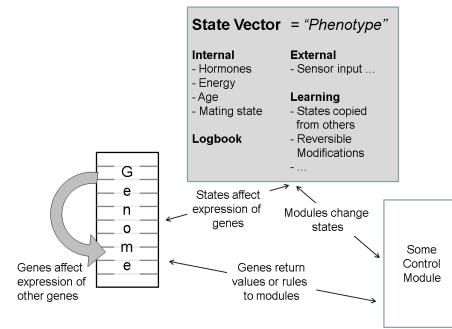 State Vector = "Phenotype"
Internal
- Hormones
- Energy
- Age
- Mating state
Logbook
External
- Sensor input ...
Learning
- States copied
from others
- Reversible
Modifications
- ...
G
e
n
o
m
e
States affect
expression of
genes
Modules change
states
Some
Control
Module
Genes affect
expression of
other genes
Genes return
values or rules
to modules